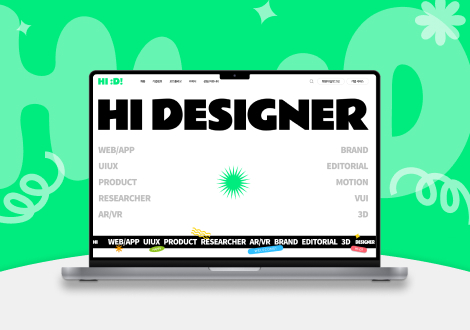 HI :D!
HI DESIGNER
WEB/APP
BRAND
UIUX
EDITORIAL
PRODUCT
MOTION
RESEARCHER
VUI
AR/VR
3D
HI WEB/APP UIUX PRODUCT RESEARCHER AR/VR BRAND EDITORIAL 3D DESIGNER